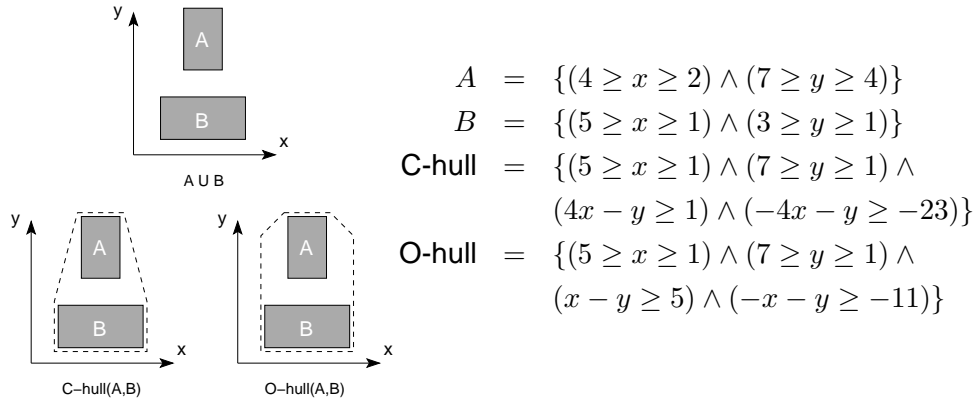 y
A
B
x
A U B
y
A
B
x
C–hull(A,B)
y
A
B
x
O–hull(A,B)
A = {(4 ≥ x ≥ 2) ∧ (7 ≥ y ≥ 4)}
B = {(5 ≥ x ≥ 1) ∧ (3 ≥ y ≥ 1)}
C-hull = {(5 ≥ x ≥ 1) ∧ (7 ≥ y ≥ 1) ∧
(4x − y ≥ 1) ∧ (−4x − y ≥ −23)}
O-hull = {(5 ≥ x ≥ 1) ∧ (7 ≥ y ≥ 1) ∧
(x − y ≥ 5) ∧ (−x − y ≥ −11)}